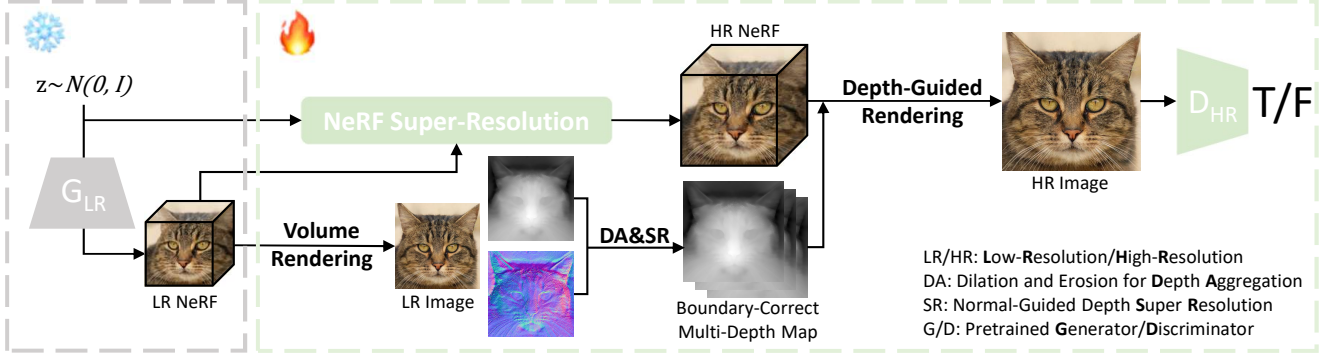 z~N(0, I)
G_LR
LR NeRF
NeRF Super-Resolution
Volume
Rendering
LR Image
DA&SR
HR NeRF
Boundary-Correct
Multi-Depth Map
Depth-Guided
Rendering
HR Image
D_HR
T/F
LR/HR: Low-Resolution/High-Resolution
DA: Dilation and Erosion for Depth Aggregation
SR: Normal-Guided Depth Super Resolution
G/D: Pretrained Generator/Discriminator